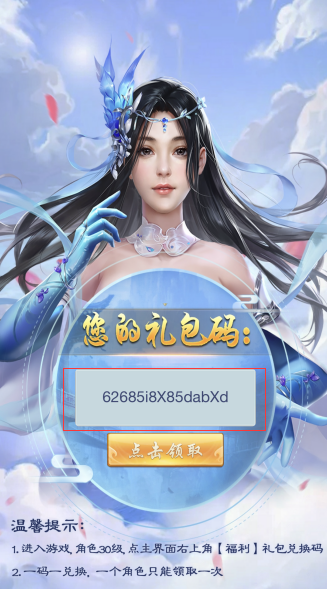 您的礼包码:
62685i8X85dabXd
点击领取
温馨提示:
1.进入游戏,角色30级,点主界面右上角【福利】礼包兑换码
2.一码一兑换，一个角色只能领取一次